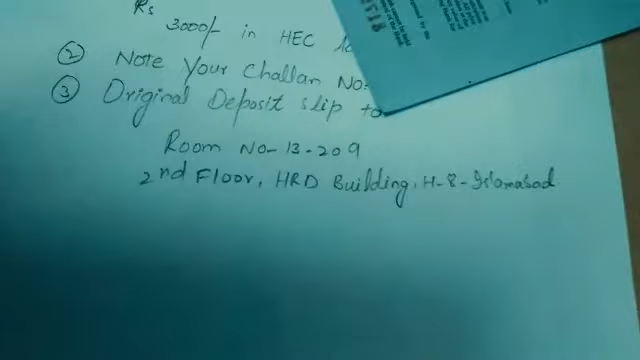 Rs
3000/- in HEC
② Note Your Challan No:
③ Original Deposit slip to
Room No-13-209
2nd Floor, HRD Building, H-8-Islamabad